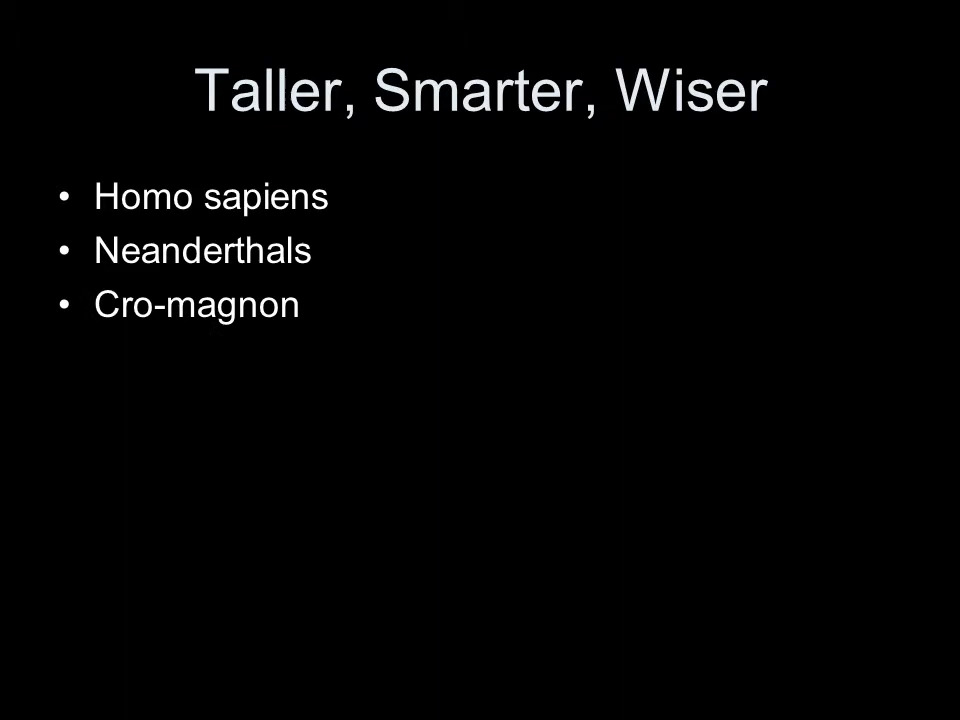 Taller, Smarter, Wiser
• Homo sapiens
• Neanderthals
• Cro-magnon